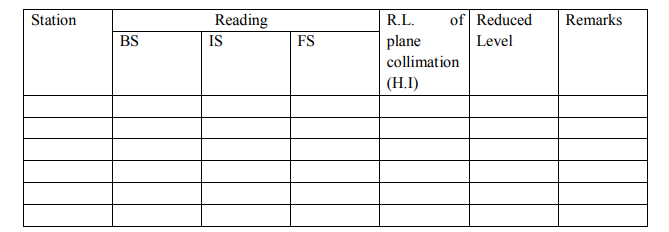 Station Reading R.L. of Reduced Remarks
BS IS FS plane Level
collimation
(H.I)